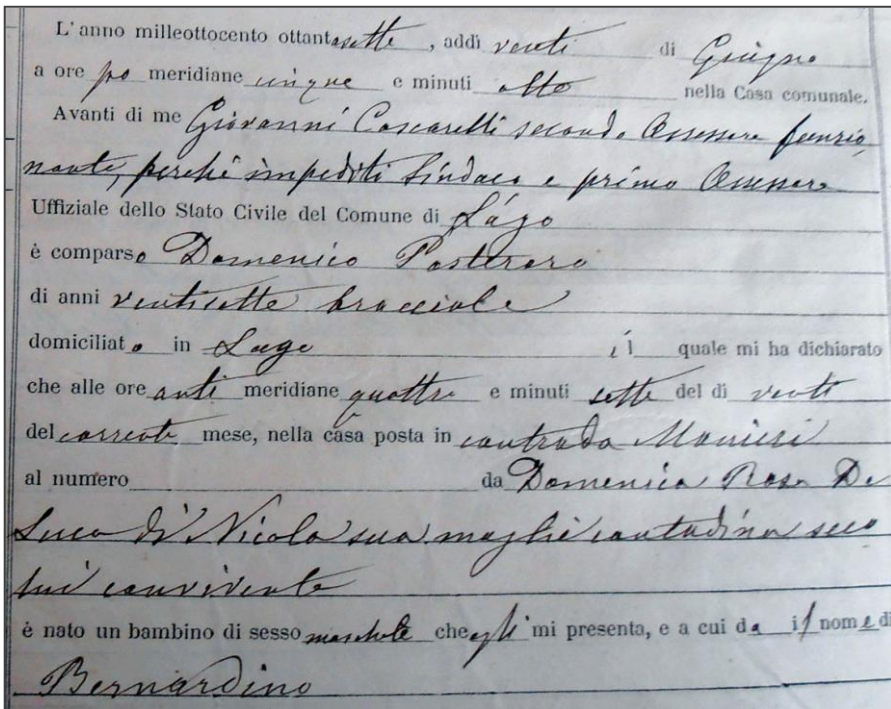 L'anno milleottocento ottantasette, addì venti di Giugno
a ore po meridiane cinque e minuti otto nella Casa comunale.
Avanti di me Giovanni Coscarelli secondo Assessore funzio
nante, perché impediti Sindaco e primo Assessore
Uffiziale dello Stato Civile del Comune di Lago
è comparso Domenico Posteraro
di anni ventisette bracciale
domiciliato in Lago il quale mi ha dichiarato
che alle ore anti meridiane quattro e minuti sette del dì venti
del corrente mese, nella casa posta in contrada Manieri
al numero da Domenica Rosa De
Luca di Nicola sua moglie contadina seco
lui convivente
è nato un bambino di sesso maschile che egli mi presenta, e a cui da il nome di
Bernardino